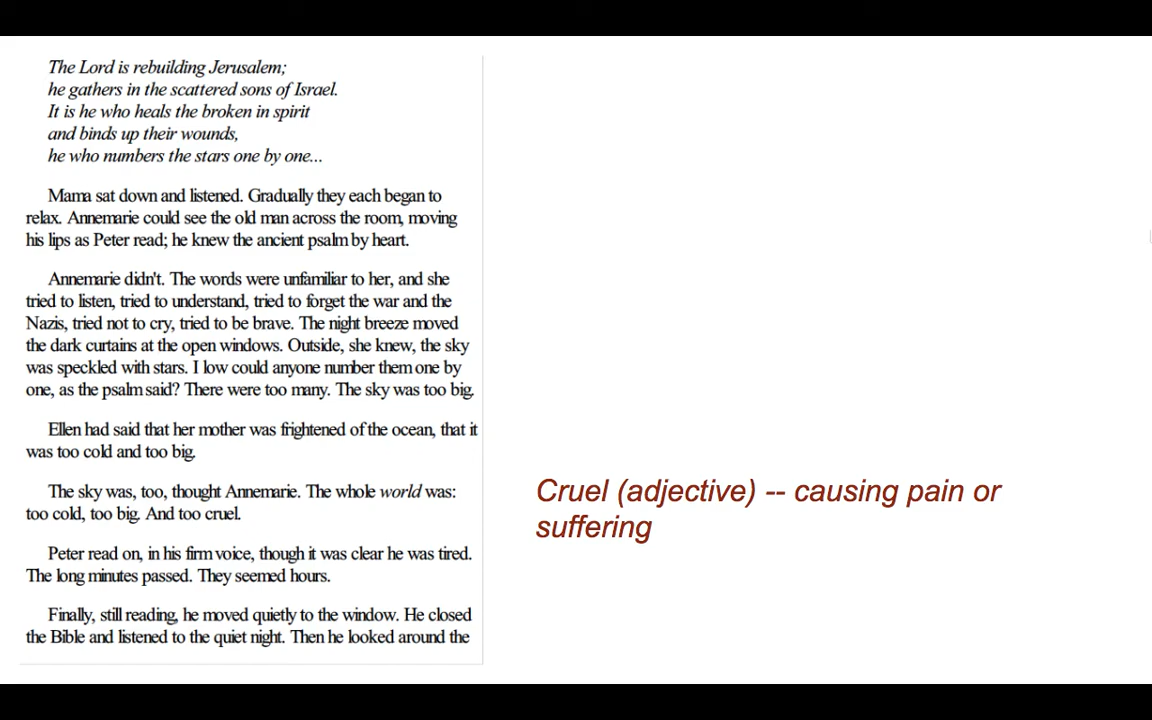 The Lord is rebuilding Jerusalem;
he gathers in the scattered sons of Israel.
It is he who heals the broken in spirit
and binds up their wounds,
he who numbers the stars one by one...
Mama sat down and listened. Gradually they each began to
relax. Annemarie could see the old man across the room, moving
his lips as Peter read; he knew the ancient psalm by heart.
Annemarie didn't. The words were unfamiliar to her, and she
tried to listen, tried to understand, tried to forget the war and the
Nazis, tried not to cry, tried to be brave. The night breeze moved
the dark curtains at the open windows. Outside, she knew, the sky
was speckled with stars. I low could anyone number them one by
one, as the psalm said? There were too many. The sky was too big.
Ellen had said that her mother was frightened of the ocean, that it
was too cold and too big.
The sky was, too, thought Annemarie. The whole world was:
too cold, too big. And too cruel.
Peter read on, in his firm voice, though it was clear he was tired.
The long minutes passed. They seemed hours.
Finally, still reading, he moved quietly to the window. He closed
the Bible and listened to the quiet night. Then he looked around the
Cruel (adjective) -- causing pain or
suffering